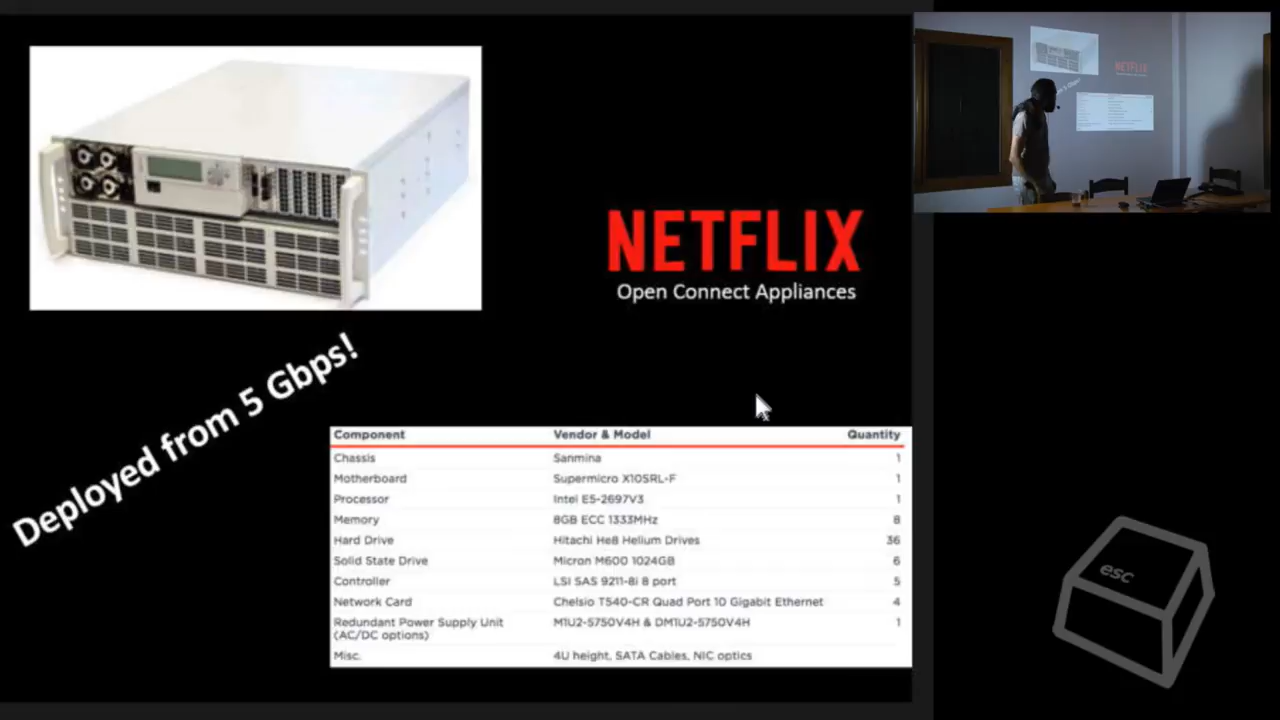 NETFLIX
Open Connect Appliances
Deployed from 5 Gbps!
Component Vendor & Model Quantity
Chassis Sanmina 1
Motherboard Supermicro X10SRL-F 1
Processor Intel E5-2697V3 1
Memory 8GB ECC 1333MHz 8
Hard Drive Hitachi He8 Helium Drives 36
Solid State Drive Micron M600 1024GB 6
Controller LSI SAS 9211-8i 8 port 5
Network Card Chelsio T540-CR Quad Port 10 Gigabit Ethernet 4
Redundant Power Supply Unit M1U2-5750V4H & DM1U2-5750V4H 1
(AC/DC options)
Misc. 4U height, SATA Cables, NIC optics
NETFLIX
esc